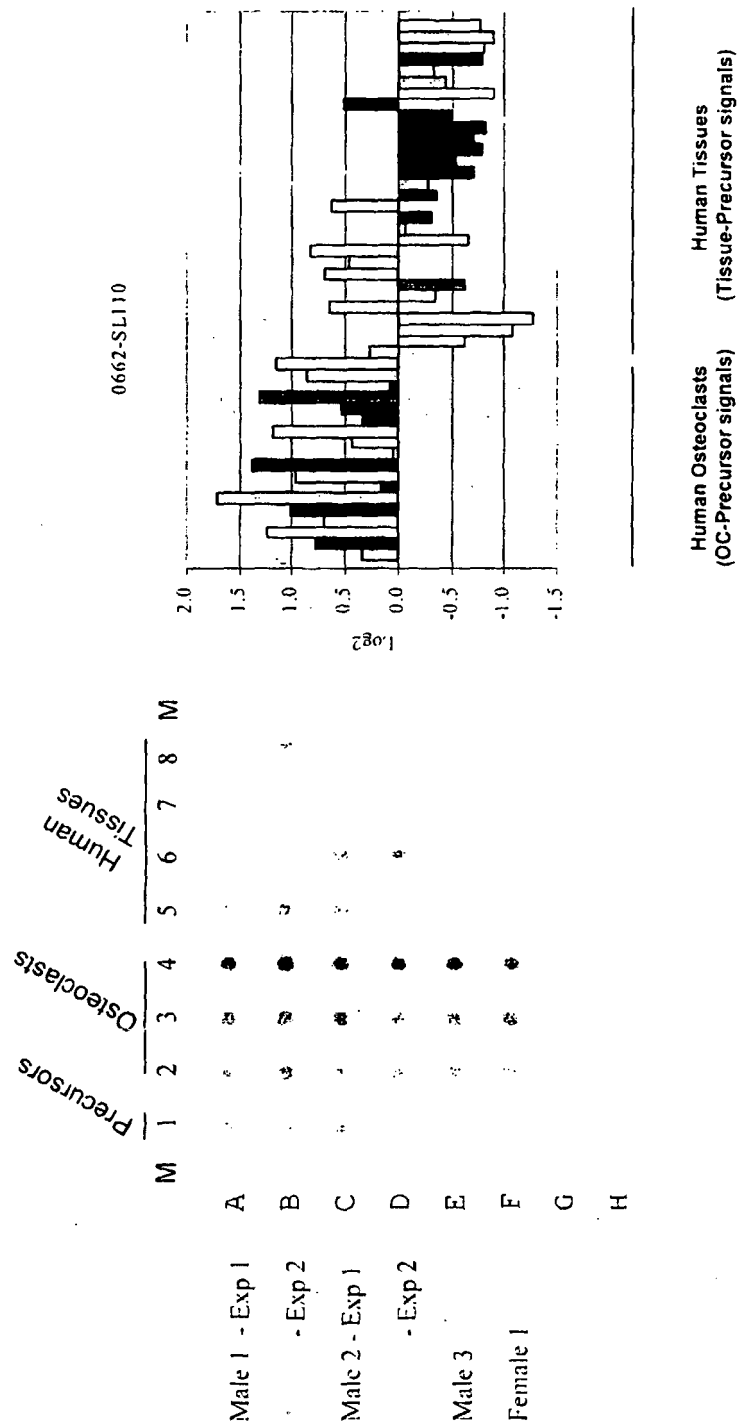 Precursors
Osteoclasts
Human
Tissues
M 1 2 3 4 5 6 7 8 M
Male 1 - Exp 1 A
- Exp 2 B
Male 2 - Exp 1 C
- Exp 2 D
Male 3 E
Female 1 F
G
H
0662-SL110
Log2
2.0
1.5
1.0
0.5
0.0
-0.5
-1.0
-1.5
Human Osteoclasts
(OC-Precursor signals)
Human Tissues
(Tissue-Precursor signals)